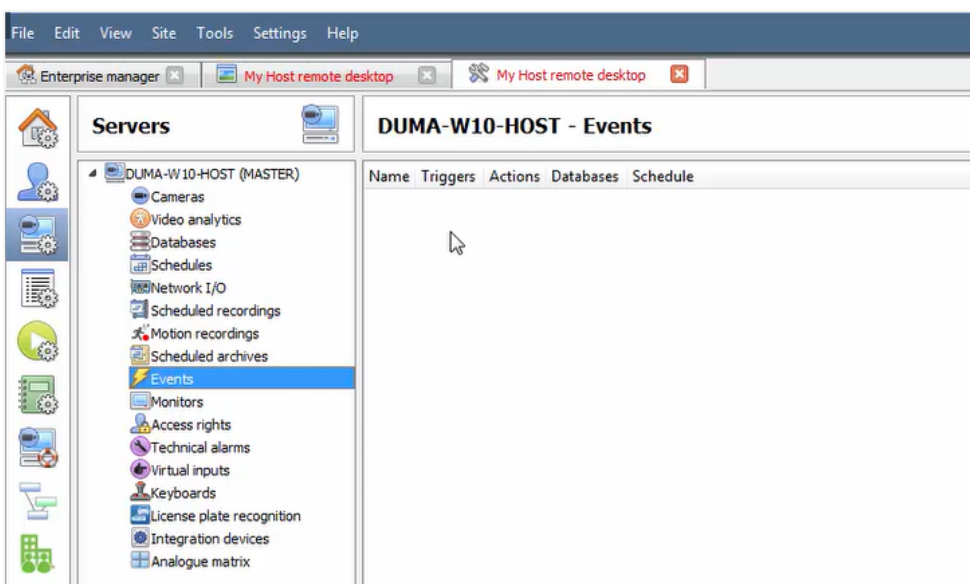 File Edit View Site Tools Settings Help
Enterprise manager My Host remote desktop My Host remote desktop
Servers
DUMA-W10-HOST - Events
DUMA-W10-HOST (MASTER)
Name Triggers Actions Databases Schedule
Cameras
Video analytics
Databases
Schedules
Network I/O
Scheduled recordings
Motion recordings
Scheduled archives
Events
Monitors
Access rights
Technical alarms
Virtual inputs
Keyboards
License plate recognition
Integration devices
Analogue matrix